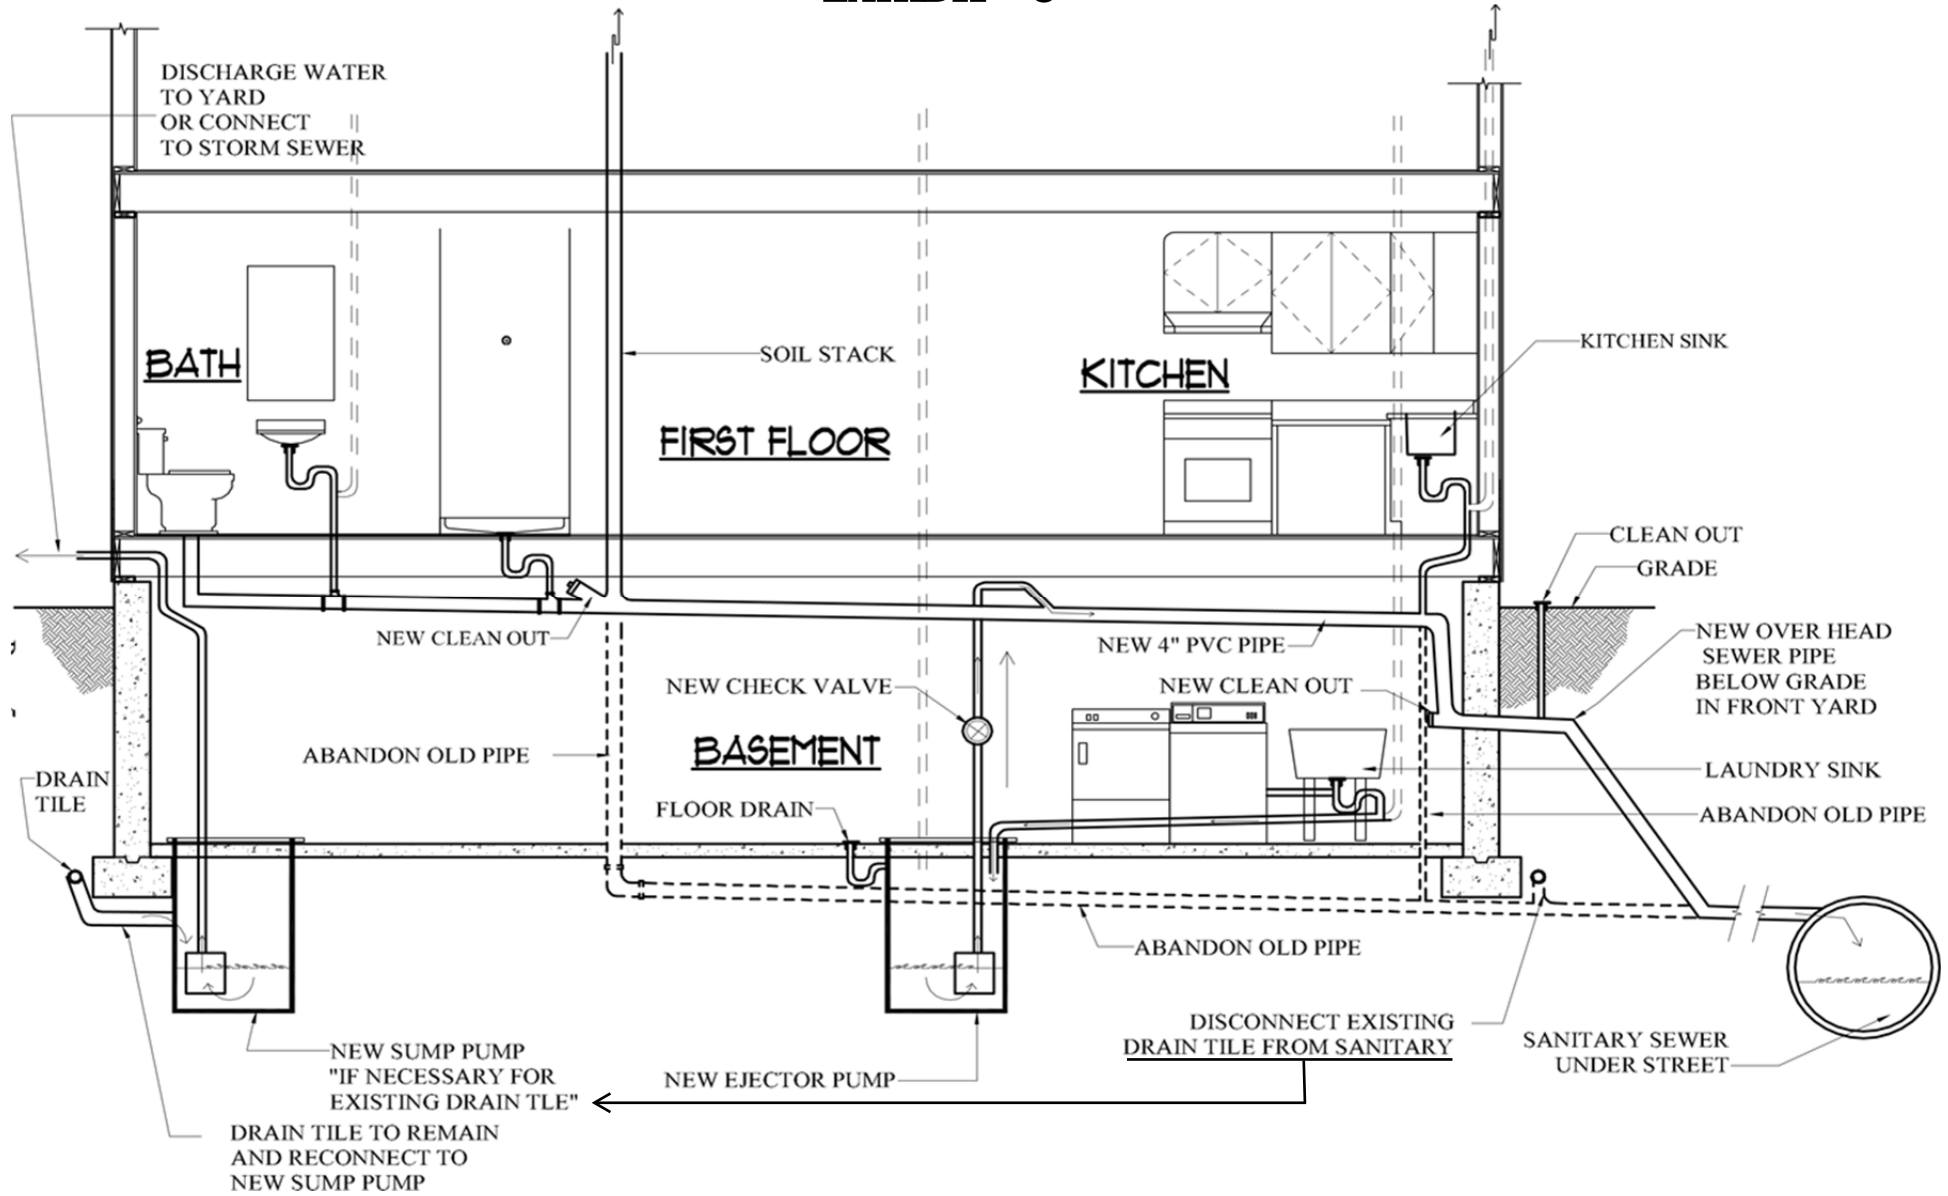 DISCHARGE WATER
TO YARD
OR CONNECT
TO STORM SEWER
BATH
SOIL STACK
KITCHEN
KITCHEN SINK
FIRST FLOOR
CLEAN OUT
GRADE
NEW CLEAN OUT
NEW 4" PVC PIPE
NEW OVER HEAD
SEWER PIPE
BELOW GRADE
IN FRONT YARD
NEW CHECK VALVE
NEW CLEAN OUT
ABANDON OLD PIPE
BASEMENT
LAUNDRY SINK
DRAIN
TILE
FLOOR DRAIN
ABANDON OLD PIPE
ABANDON OLD PIPE
DISCONNECT EXISTING
DRAIN TILE FROM SANITARY
SANITARY SEWER
UNDER STREET
NEW SUMP PUMP
"IF NECESSARY FOR
EXISTING DRAIN TLE"
NEW EJECTOR PUMP
DRAIN TILE TO REMAIN
AND RECONNECT TO
NEW SUMP PUMP